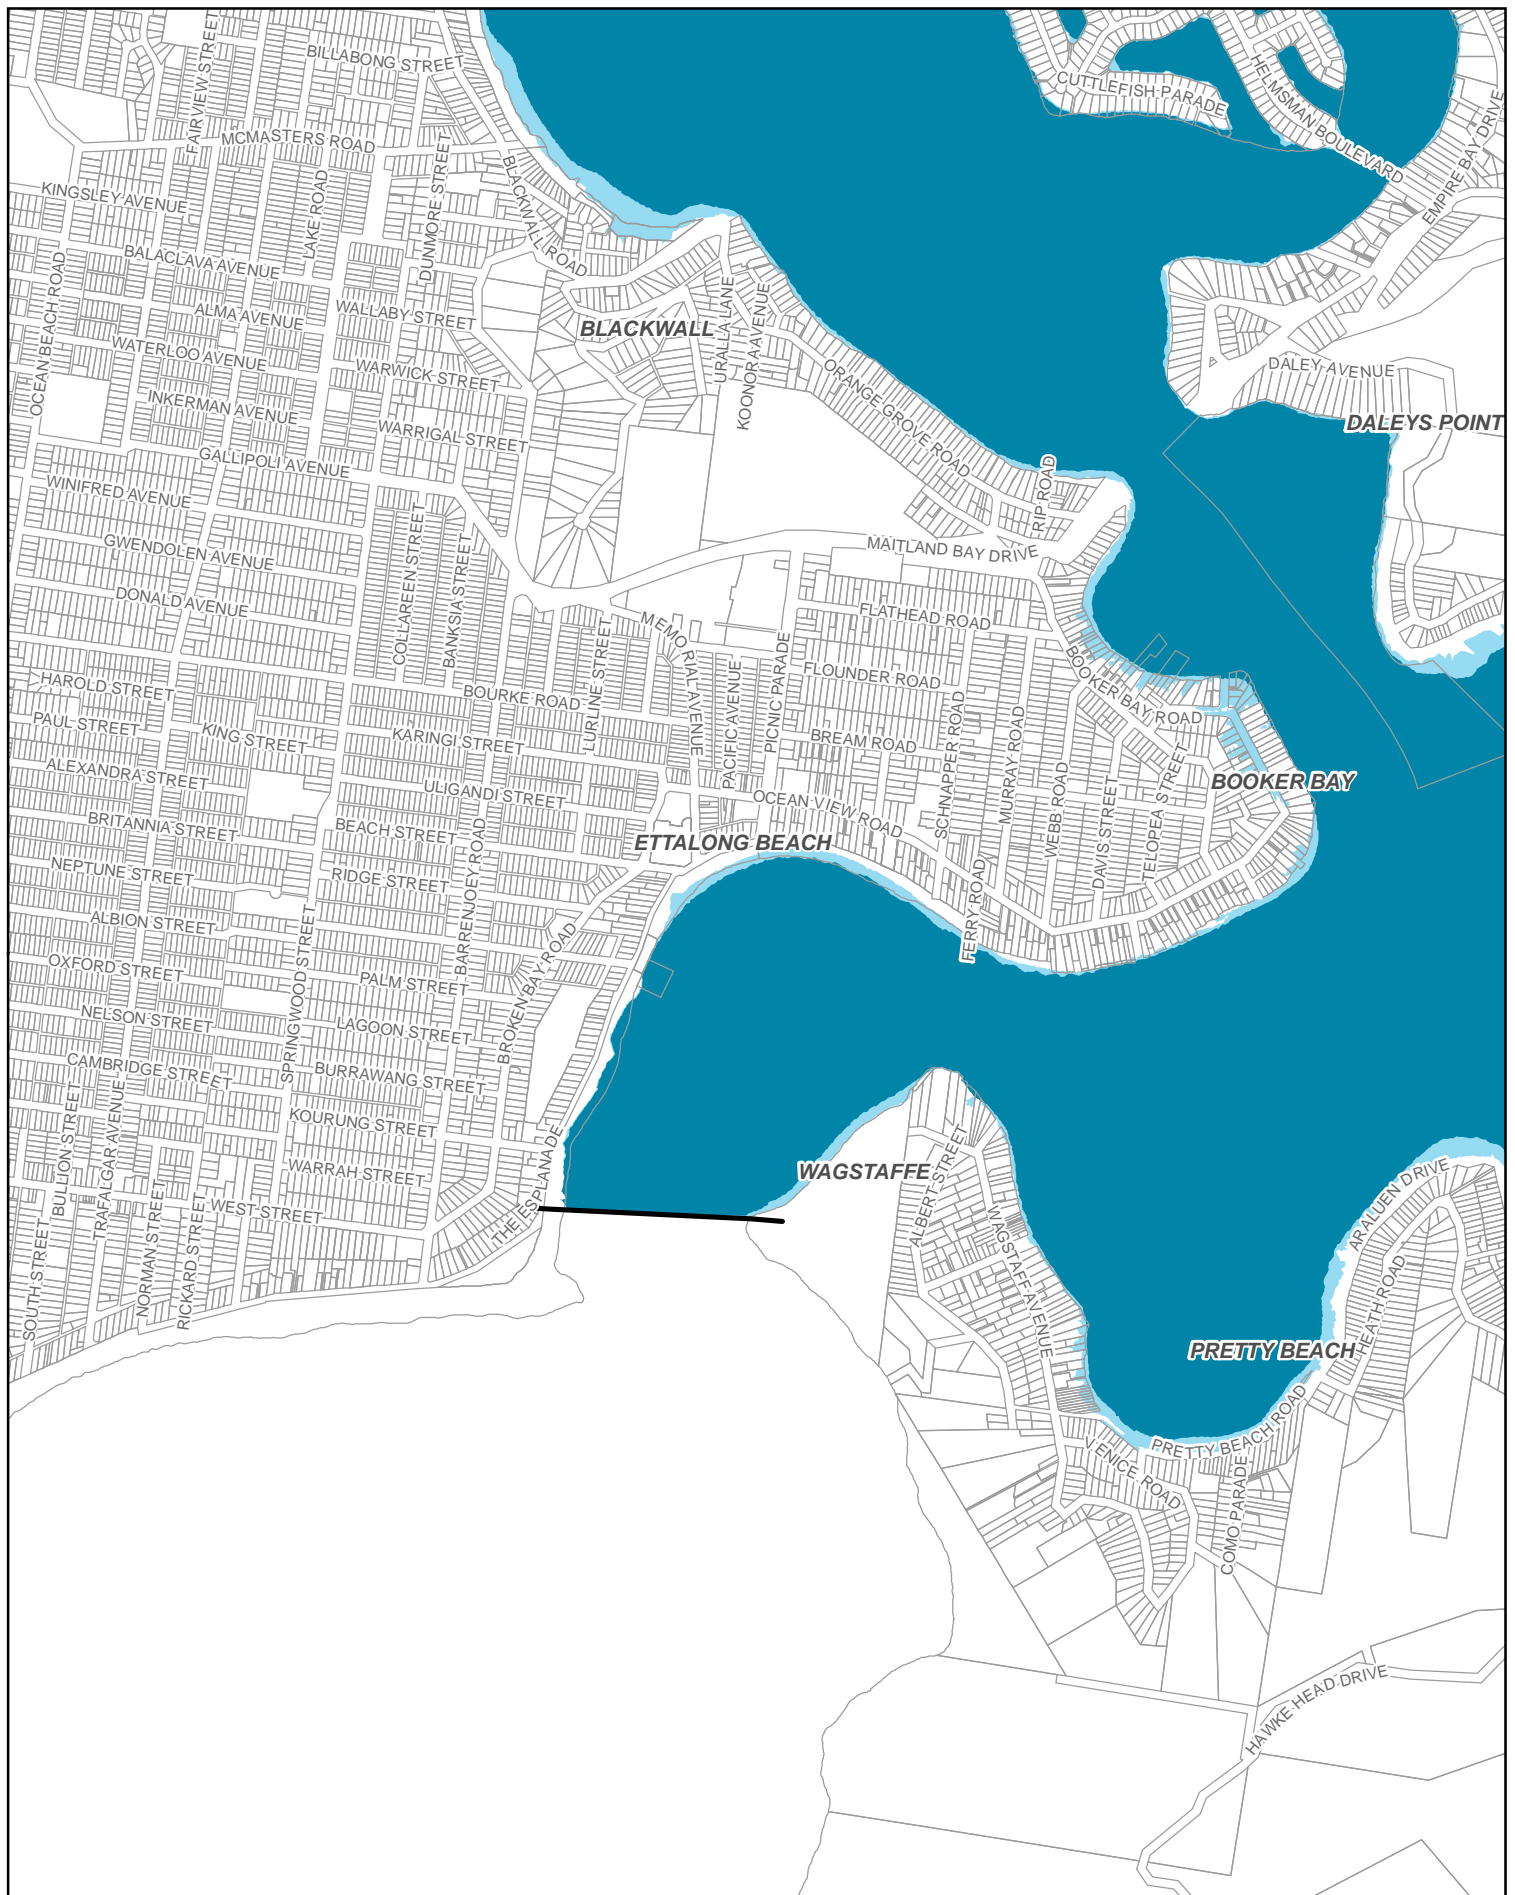 FAIRVIEW STREET
BILLABONG STREET
CUTTLEFISH PARADE
HELMSMAN BOULEVARD
EMPIRE BAY DRIVE
MCMASTERS ROAD
DUNMORE STREET
BLACKWALL ROAD
KINGSLEY AVENUE
LAKE ROAD
BALACLAVA AVENUE
OCEAN BEACH ROAD
ALMA AVENUE
WALLABY STREET
BLACKWALL
URALLA LANE
KOONORA AVENUE
WATERLOO AVENUE
WARWICK STREET
ORANGE GROVE ROAD
DALEY AVENUE
INKERMAN AVENUE
WARRIGAL STREET
DALEYS POINT
GALLIPOLI AVENUE
WINIFRED AVENUE
RIP ROAD
COLLAREEN STREET
BANKSIA STREET
GWENDOLEN AVENUE
MAITLAND BAY DRIVE
DONALD AVENUE
LURLINE STREET
MEMORIAL AVENUE
FLATHEAD ROAD
PACIFIC AVENUE
PICNIC PARADE
FLOUNDER ROAD
BOOKER BAY ROAD
HAROLD STREET
BOURKE ROAD
SCHNAPPER ROAD
MURRAY ROAD
PAUL STREET
KING STREET
KARINGI STREET
BREAM ROAD
WEBB ROAD
DAVIS STREET
TELOPEA STREET
BOOKER BAY
ALEXANDRA STREET
ULIGANDI STREET
OCEAN VIEW ROAD
BRITANNIA STREET
BEACH STREET
BARRENJOEY ROAD
ETTALONG BEACH
NEPTUNE STREET
RIDGE STREET
FERRY ROAD
ALBION STREET
SPRINGWOOD STREET
BROKEN BAY ROAD
OXFORD STREET
PALM STREET
NELSON STREET
LAGOON STREET
CAMBRIDGE STREET
BURRAWANG STREET
BULLION STREET
TRAFALGAR AVENUE
KOURUNG STREET
THE ESPLANADE
WARRAH STREET
WAGSTAFFE
ALBERT STREET
ARALUEN DRIVE
SOUTH STREET
NORMAN STREET
RICKARD STREET
WEST STREET
WAGSTAFF AVENUE
HEATH ROAD
PRETTY BEACH
PRETTY BEACH ROAD
VENICE ROAD
COMO PARADE
HAWKE HEAD DRIVE